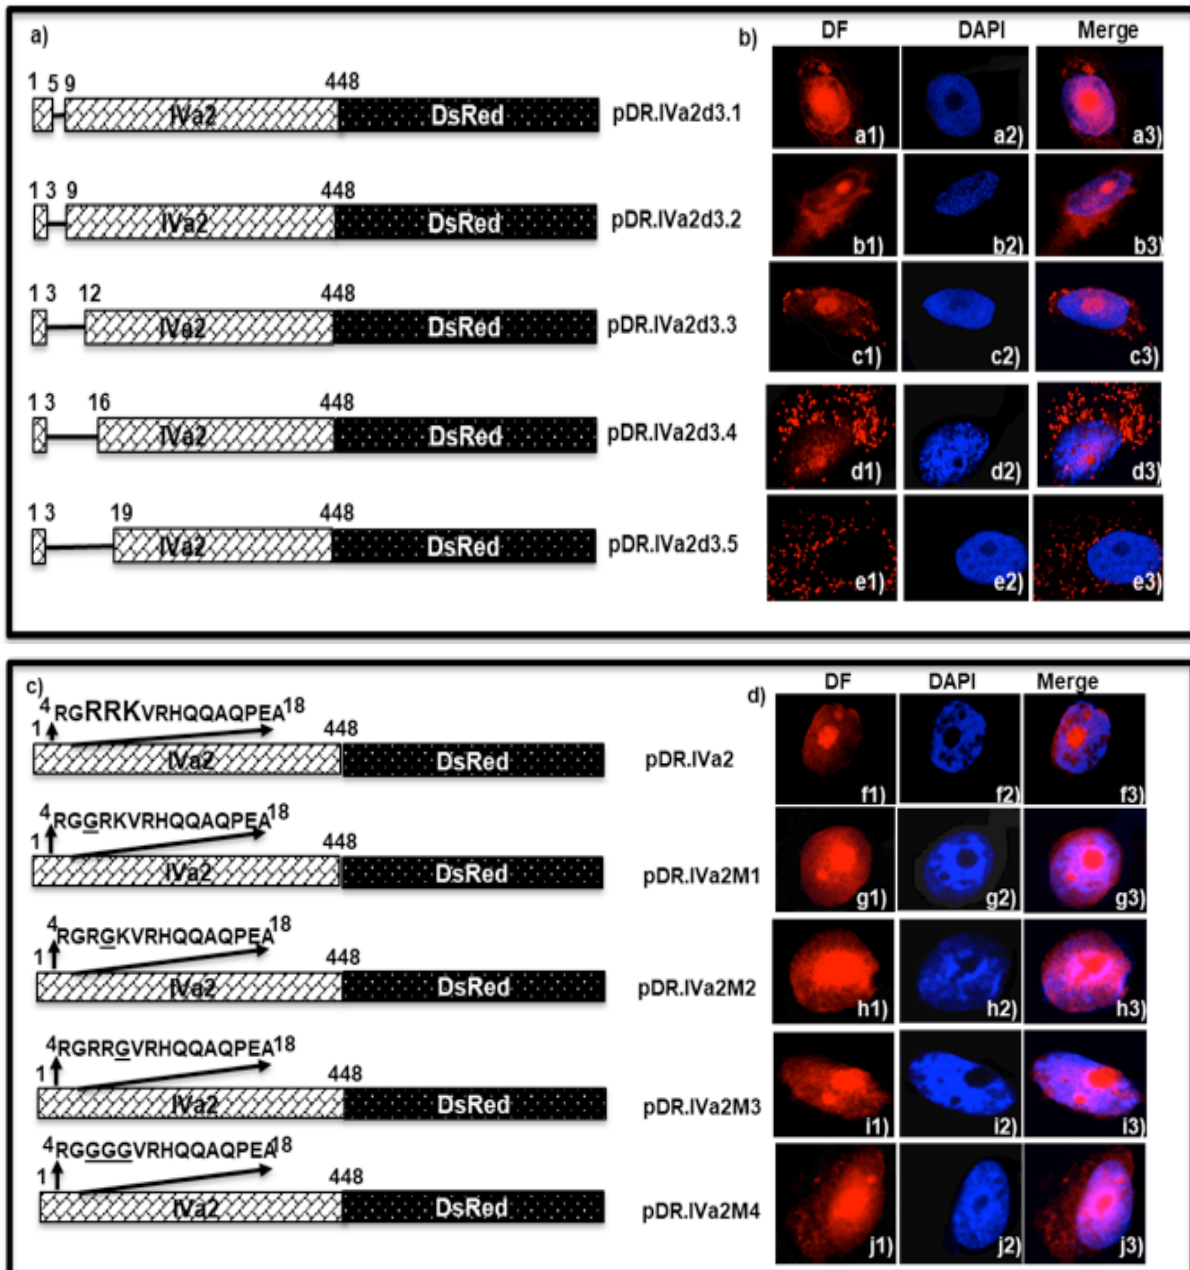 a)
b) DF DAPI Merge
1 5 9 448
IVa2 DsRed pDR.IVa2d3.1
a1) a2) a3)
1 3 9 448
IVa2 DsRed pDR.IVa2d3.2
b1) b2) b3)
1 3 12 448
IVa2 DsRed pDR.IVa2d3.3
c1) c2) c3)
1 3 16 448
IVa2 DsRed pDR.IVa2d3.4
d1) d2) d3)
1 3 19 448
IVa2 DsRed pDR.IVa2d3.5
e1) e2) e3)
c)
d) DF DAPI Merge
4RGRRKVRHQQAQPEA18
1 448
IVa2 DsRed pDR.IVa2
f1) f2) f3)
4RGGRKVRHQQAQPEA18
1 448
IVa2 DsRed pDR.IVa2M1
g1) g2) g3)
4RGRGKVRHQQAQPEA18
1 448
IVa2 DsRed pDR.IVa2M2
h1) h2) h3)
4RGRRGVRHQQAQPEA18
1 448
IVa2 DsRed pDR.IVa2M3
i1) i2) i3)
4RGGGGVRHQQAQPEA18
1 448
IVa2 DsRed pDR.IVa2M4
j1) j2) j3)